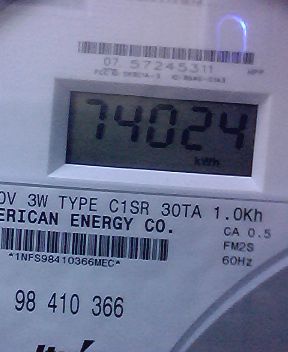 07 57245311
74024
kWh
0V 3W TYPE C1SR 30TA 1.0Kh
ERICAN ENERGY CO.
CA 0.5
FM2S
*1NFS98410366MEC*
60Hz
98 410 366